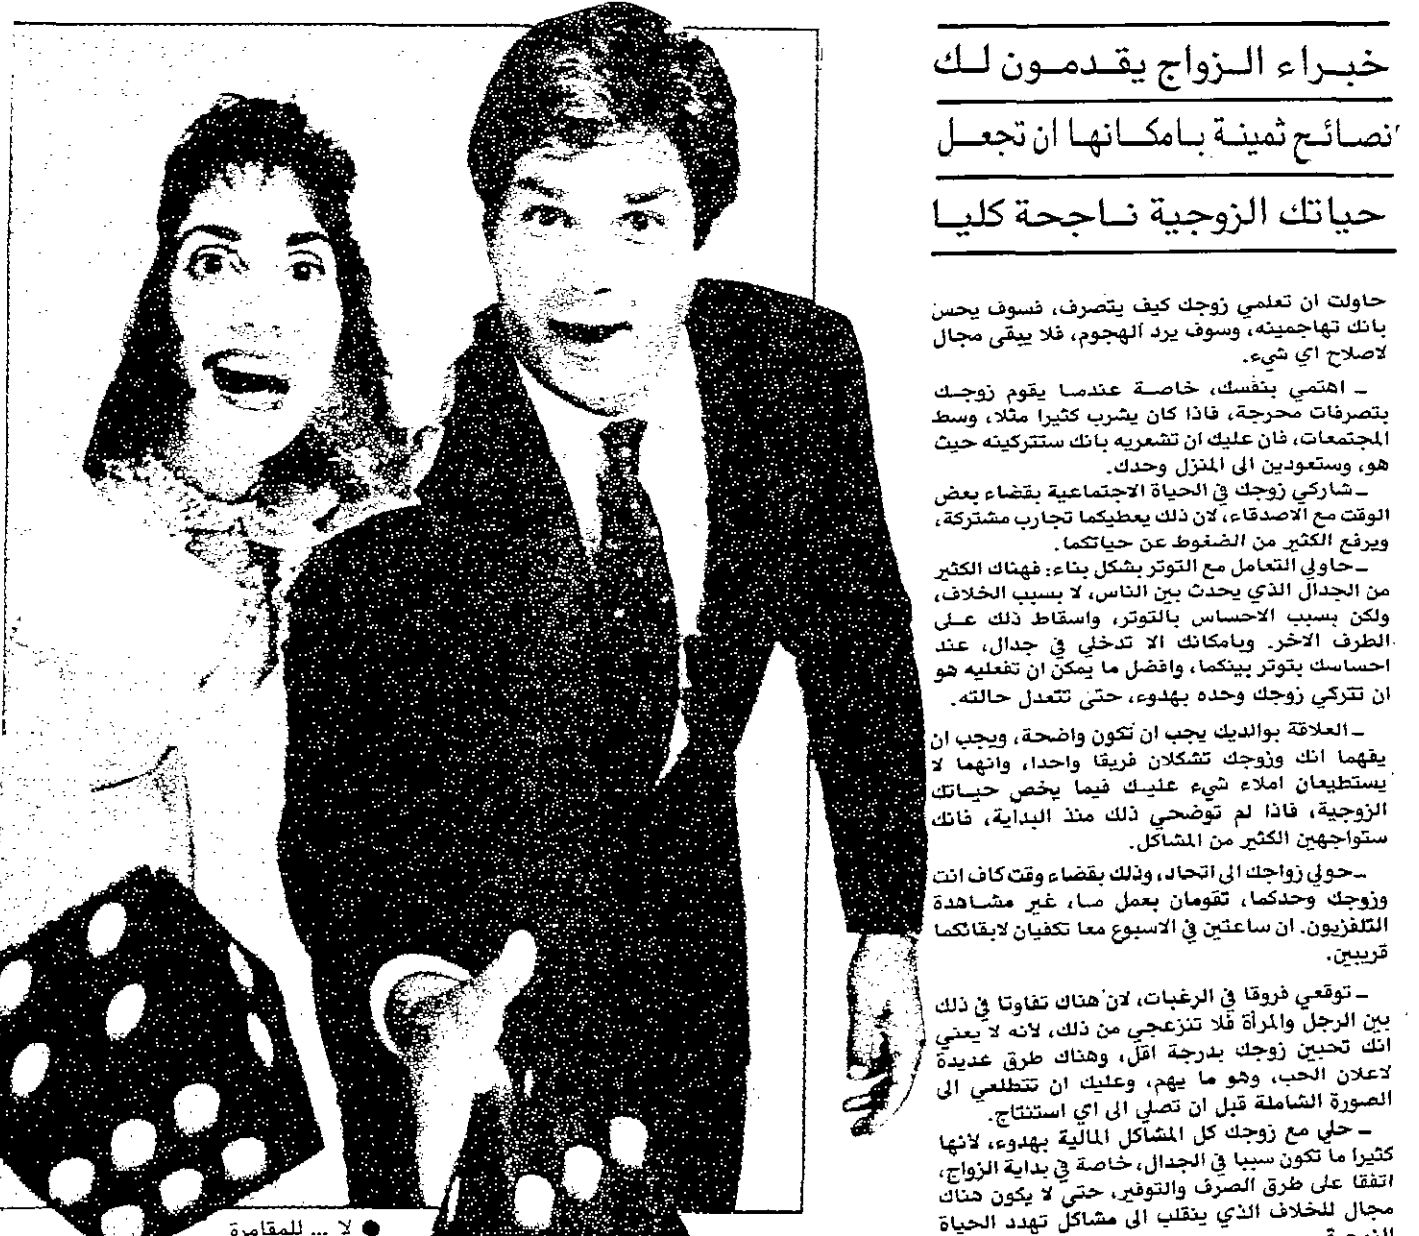 خبراء الزواج يقدمون لك
نصائح ثمينة بامكانها ان تجعل
حياتك الزوجية ناجحة كليا
حاولت ان تعلمي زوجك كيف يتصرف، فسوف يحس
بانك تهاجمينه، وسوف يرد الهجوم، فلا يبقى مجال
لاصلاح اي شيء.
ـ اهتمي بنفسك، خاصة عندما يقوم زوجك
بتصرفات محرجة، فاذا كان يشرب كثيرا مثلا، وسط
المجتمعات، فان عليك ان تشعريه بانك ستتركينه حيث
هو، وستعودين الى المنزل وحدك.
ـ شاركي زوجك في الحياة الاجتماعية بقضاء بعض
الوقت مع الاصدقاء، لان ذلك يعطيكما تجارب مشتركة،
ويرفع الكثير من الضغوط عن حياتكما.
ـ حاولي التعامل مع التوتر بشكل بناء: فهناك الكثير
من الجدال الذي يحدث بين الناس، لا بسبب الخلاف،
ولكن بسبب الاحساس بالتوتر، واسقاط ذلك على
الطرف الاخر. وبامكانك الا تدخلي في جدال، عند
احساسك بتوتر بينكما، وافضل ما يمكن ان تفعليه هو
ان تتركي زوجك وحده بهدوء، حتى تتعدل حالته.
ـ العلاقة بوالديك يجب ان تكون واضحة، ويجب ان
يفهما انك وزوجك تشكلان فريقا واحدا، وانهما لا
يستطيعان املاء شيء عليك فيما يخص حياتك
الزوجية، فاذا لم توضحي ذلك منذ البداية، فانك
ستواجهين الكثير من المشاكل.
ـ حولي زواجك الى اتحاد، وذلك بقضاء وقت كاف انت
وزوجك وحدكما، تقومان بعمل ما، غير مشاهدة
التلفزيون. ان ساعتين في الاسبوع معا تكفيان لابقائكما
قريبين.
ـ توقعي فروقا في الرغبات، لان هناك تفاوتا في ذلك
بين الرجل والمرأة فلا تنزعجي من ذلك، لأنه لا يعني
انك تحبين زوجك بدرجة اقل، وهناك طرق عديدة
لاعلان الحب، وهو ما يهم، وعليك ان تتطلعي الى
الصورة الشاملة قبل ان تصلي الى اي استنتاج.
ـ حلي مع زوجك كل المشاكل المالية بهدوء، لأنها
كثيرا ما تكون سببا في الجدال، خاصة في بداية الزواج،
اتفقا على طرق الصرف والتوفير، حتى لا يكون هناك
مجال للخلاف الذي ينقلب الى مشاكل تهدد الحياة
● لا ... للمقامرة